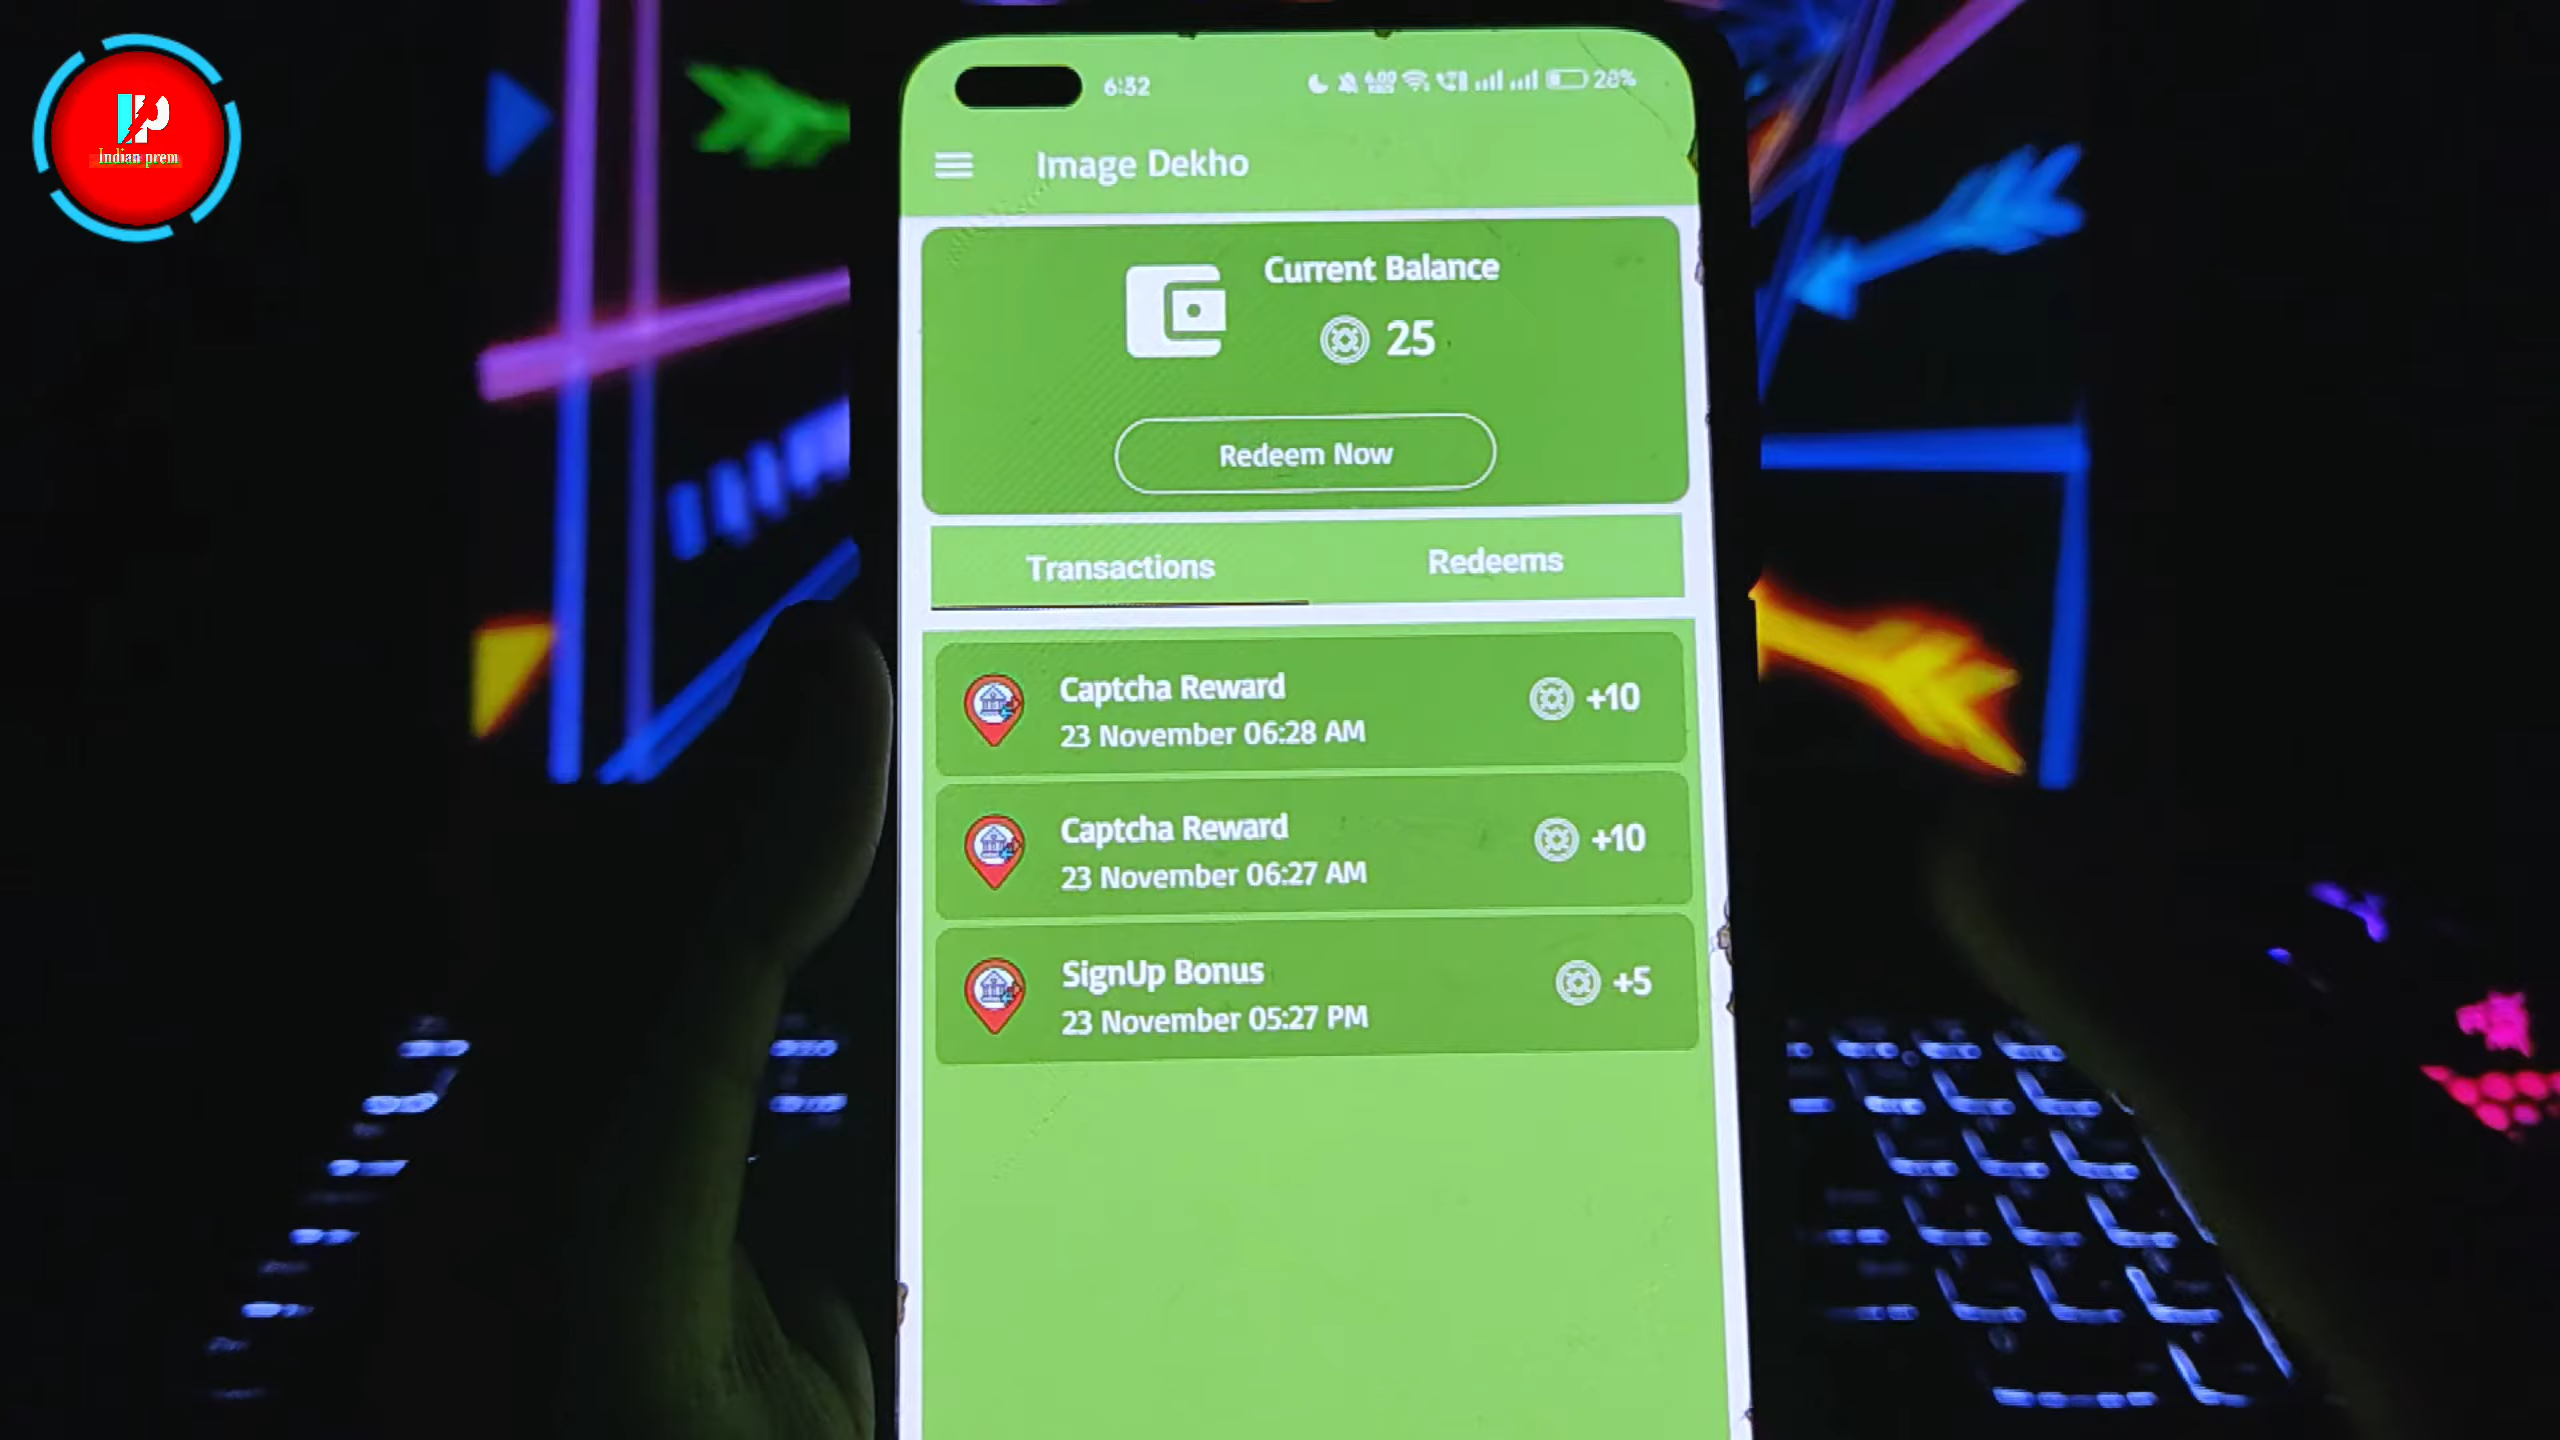 Indian prem
6:32
28%
Image Dekho
Current Balance
25
Redeem Now
Transactions
Redeems
Captcha Reward
+10
23 November 06:28 AM
Captcha Reward
+10
23 November 06:27 AM
SignUp Bonus
+5
23 November 05:27 PM